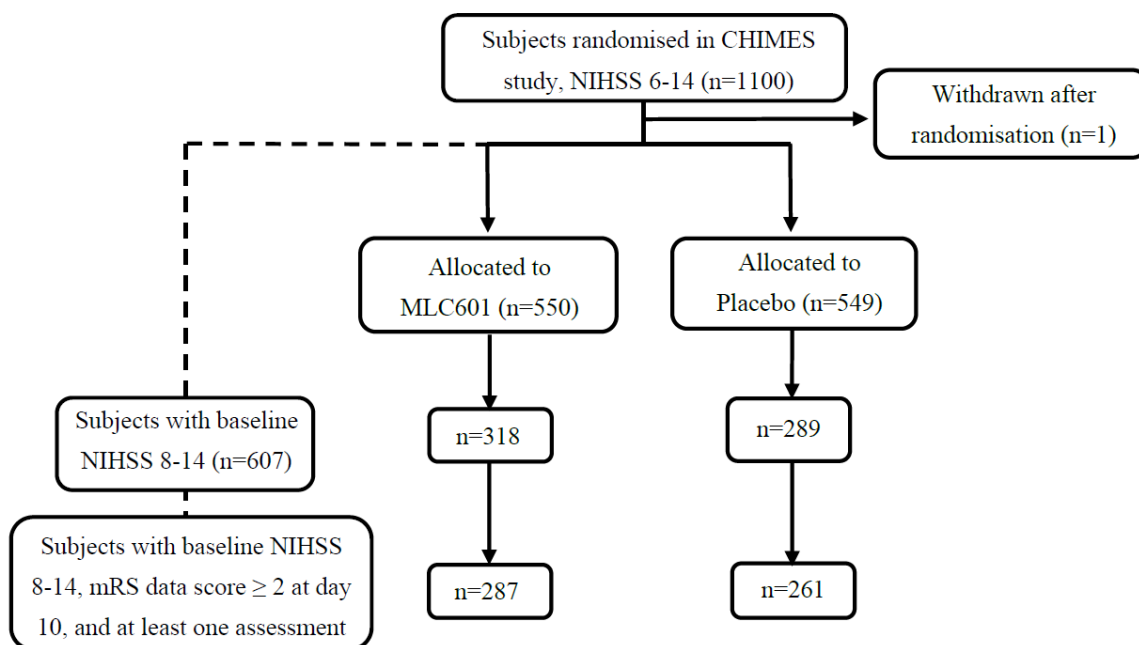 Subjects randomised in CHIMES
study, NIHSS 6-14 (n=1100)
Withdrawn after
randomisation (n=1)
Allocated to
MLC601 (n=550)
Allocated to
Placebo (n=549)
Subjects with baseline
NIHSS 8-14 (n=607)
n=318
n=289
Subjects with baseline NIHSS
8-14, mRS data score ≥ 2 at day
10, and at least one assessment
n=287
n=261